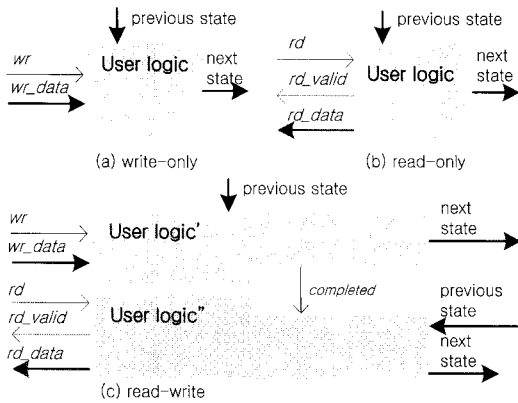 previous state
wr
User logic
next
state
wr_data
(a) write-only
previous state
rd
User logic
next
state
rd_valid
rd_data
(b) read-only
previous state
wr
User logic'
next
state
wr_data
completed
rd
User logic"
previous
state
rd_valid
next
state
rd_data
(c) read-write